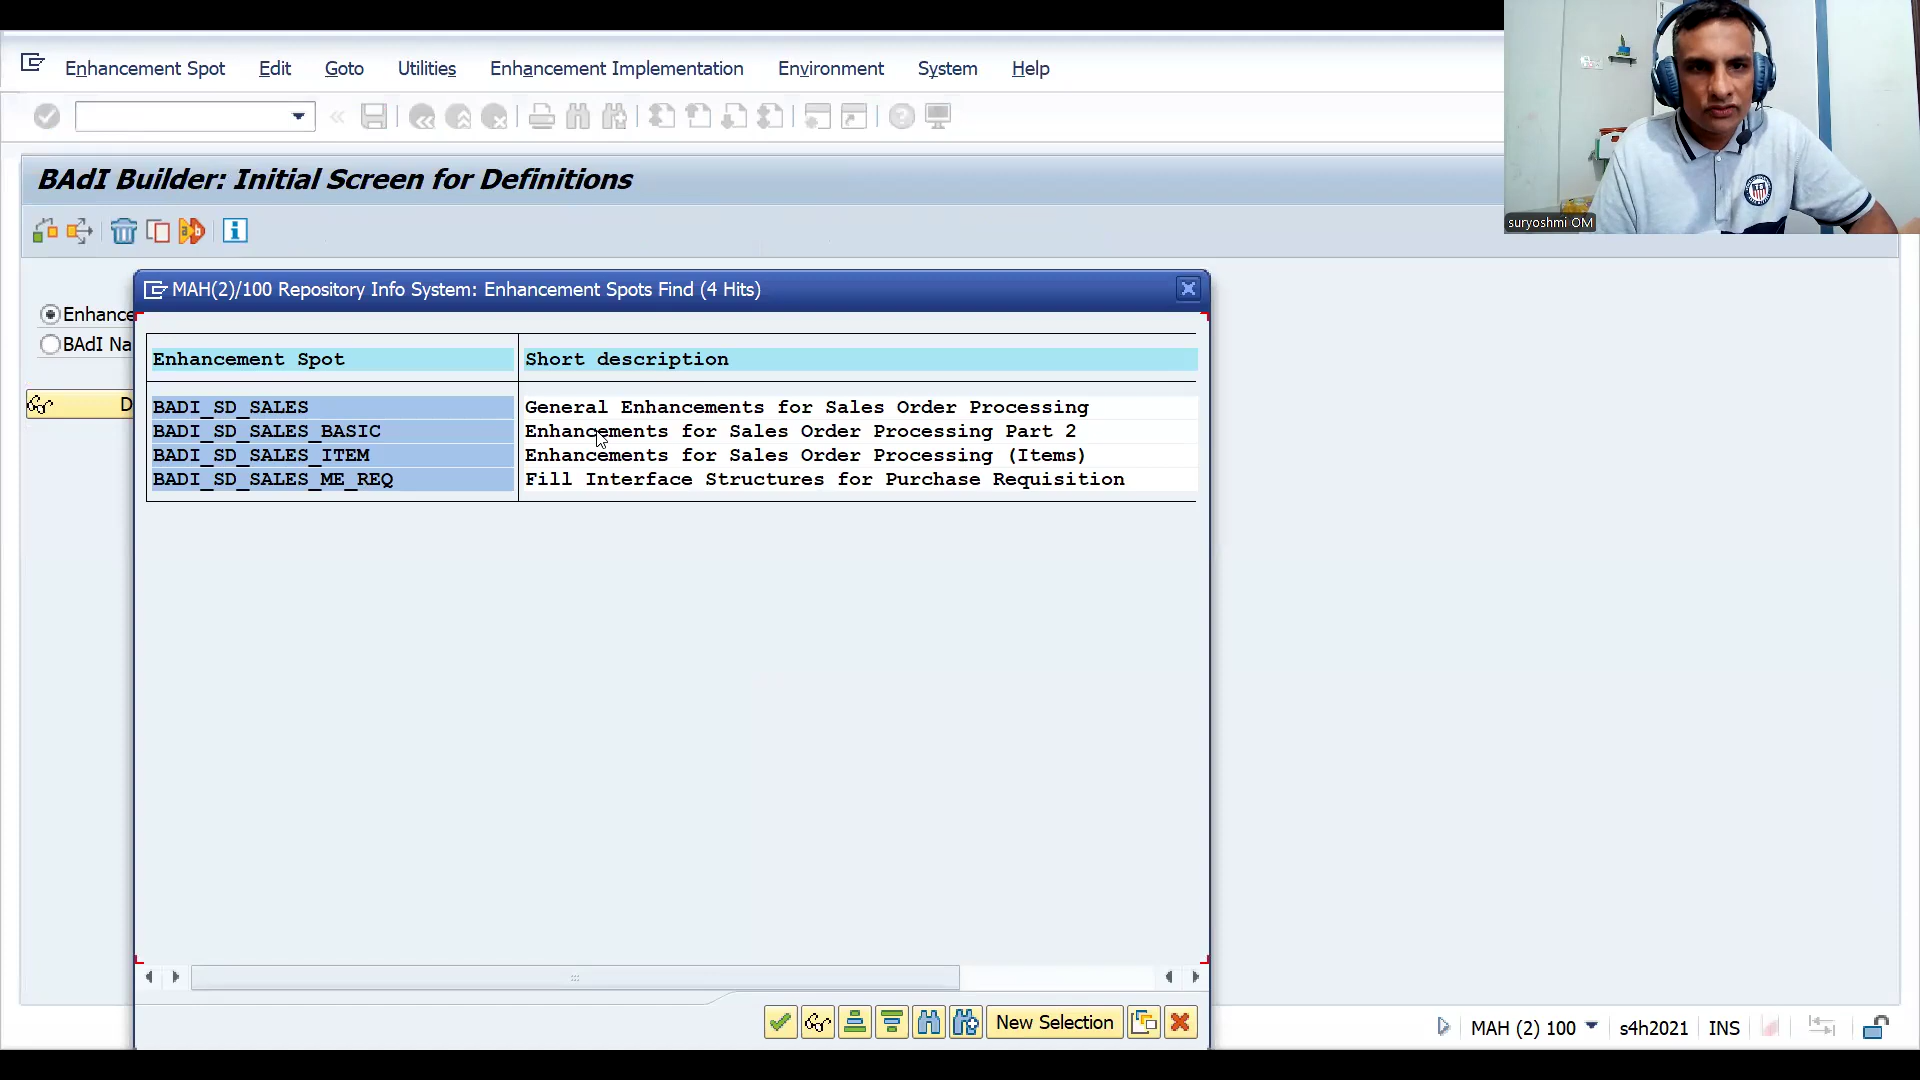 Enhancement Spot Edit Goto Utilities Enhancement Implementation Environment System Help
BAdI Builder: Initial Screen for Definitions
suryoshmi OM
MAH(2)/100 Repository Info System: Enhancement Spots Find (4 Hits)
Enhance
BAdI Na
D
Enhancement Spot Short description
BADI_SD_SALES General Enhancements for Sales Order Processing
BADI_SD_SALES_BASIC Enhancements for Sales Order Processing Part 2
BADI_SD_SALES_ITEM Enhancements for Sales Order Processing (Items)
BADI_SD_SALES_ME_REQ Fill Interface Structures for Purchase Requisition
New Selection
MAH (2) 100 s4h2021 INS